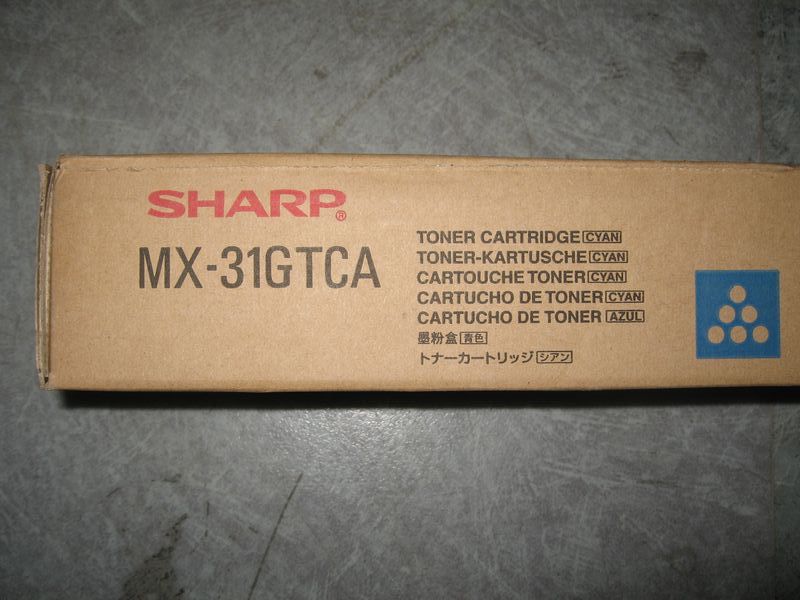 SHARP®
MX-31GTCA
TONER CARTRIDGE CYAN
TONER-KARTUSCHE CYAN
CARTOUCHE TONER CYAN
CARTUCHO DE TONER CYAN
CARTUCHO DE TONER AZUL
墨粉盒 青色
トナーカートリッジ シアン